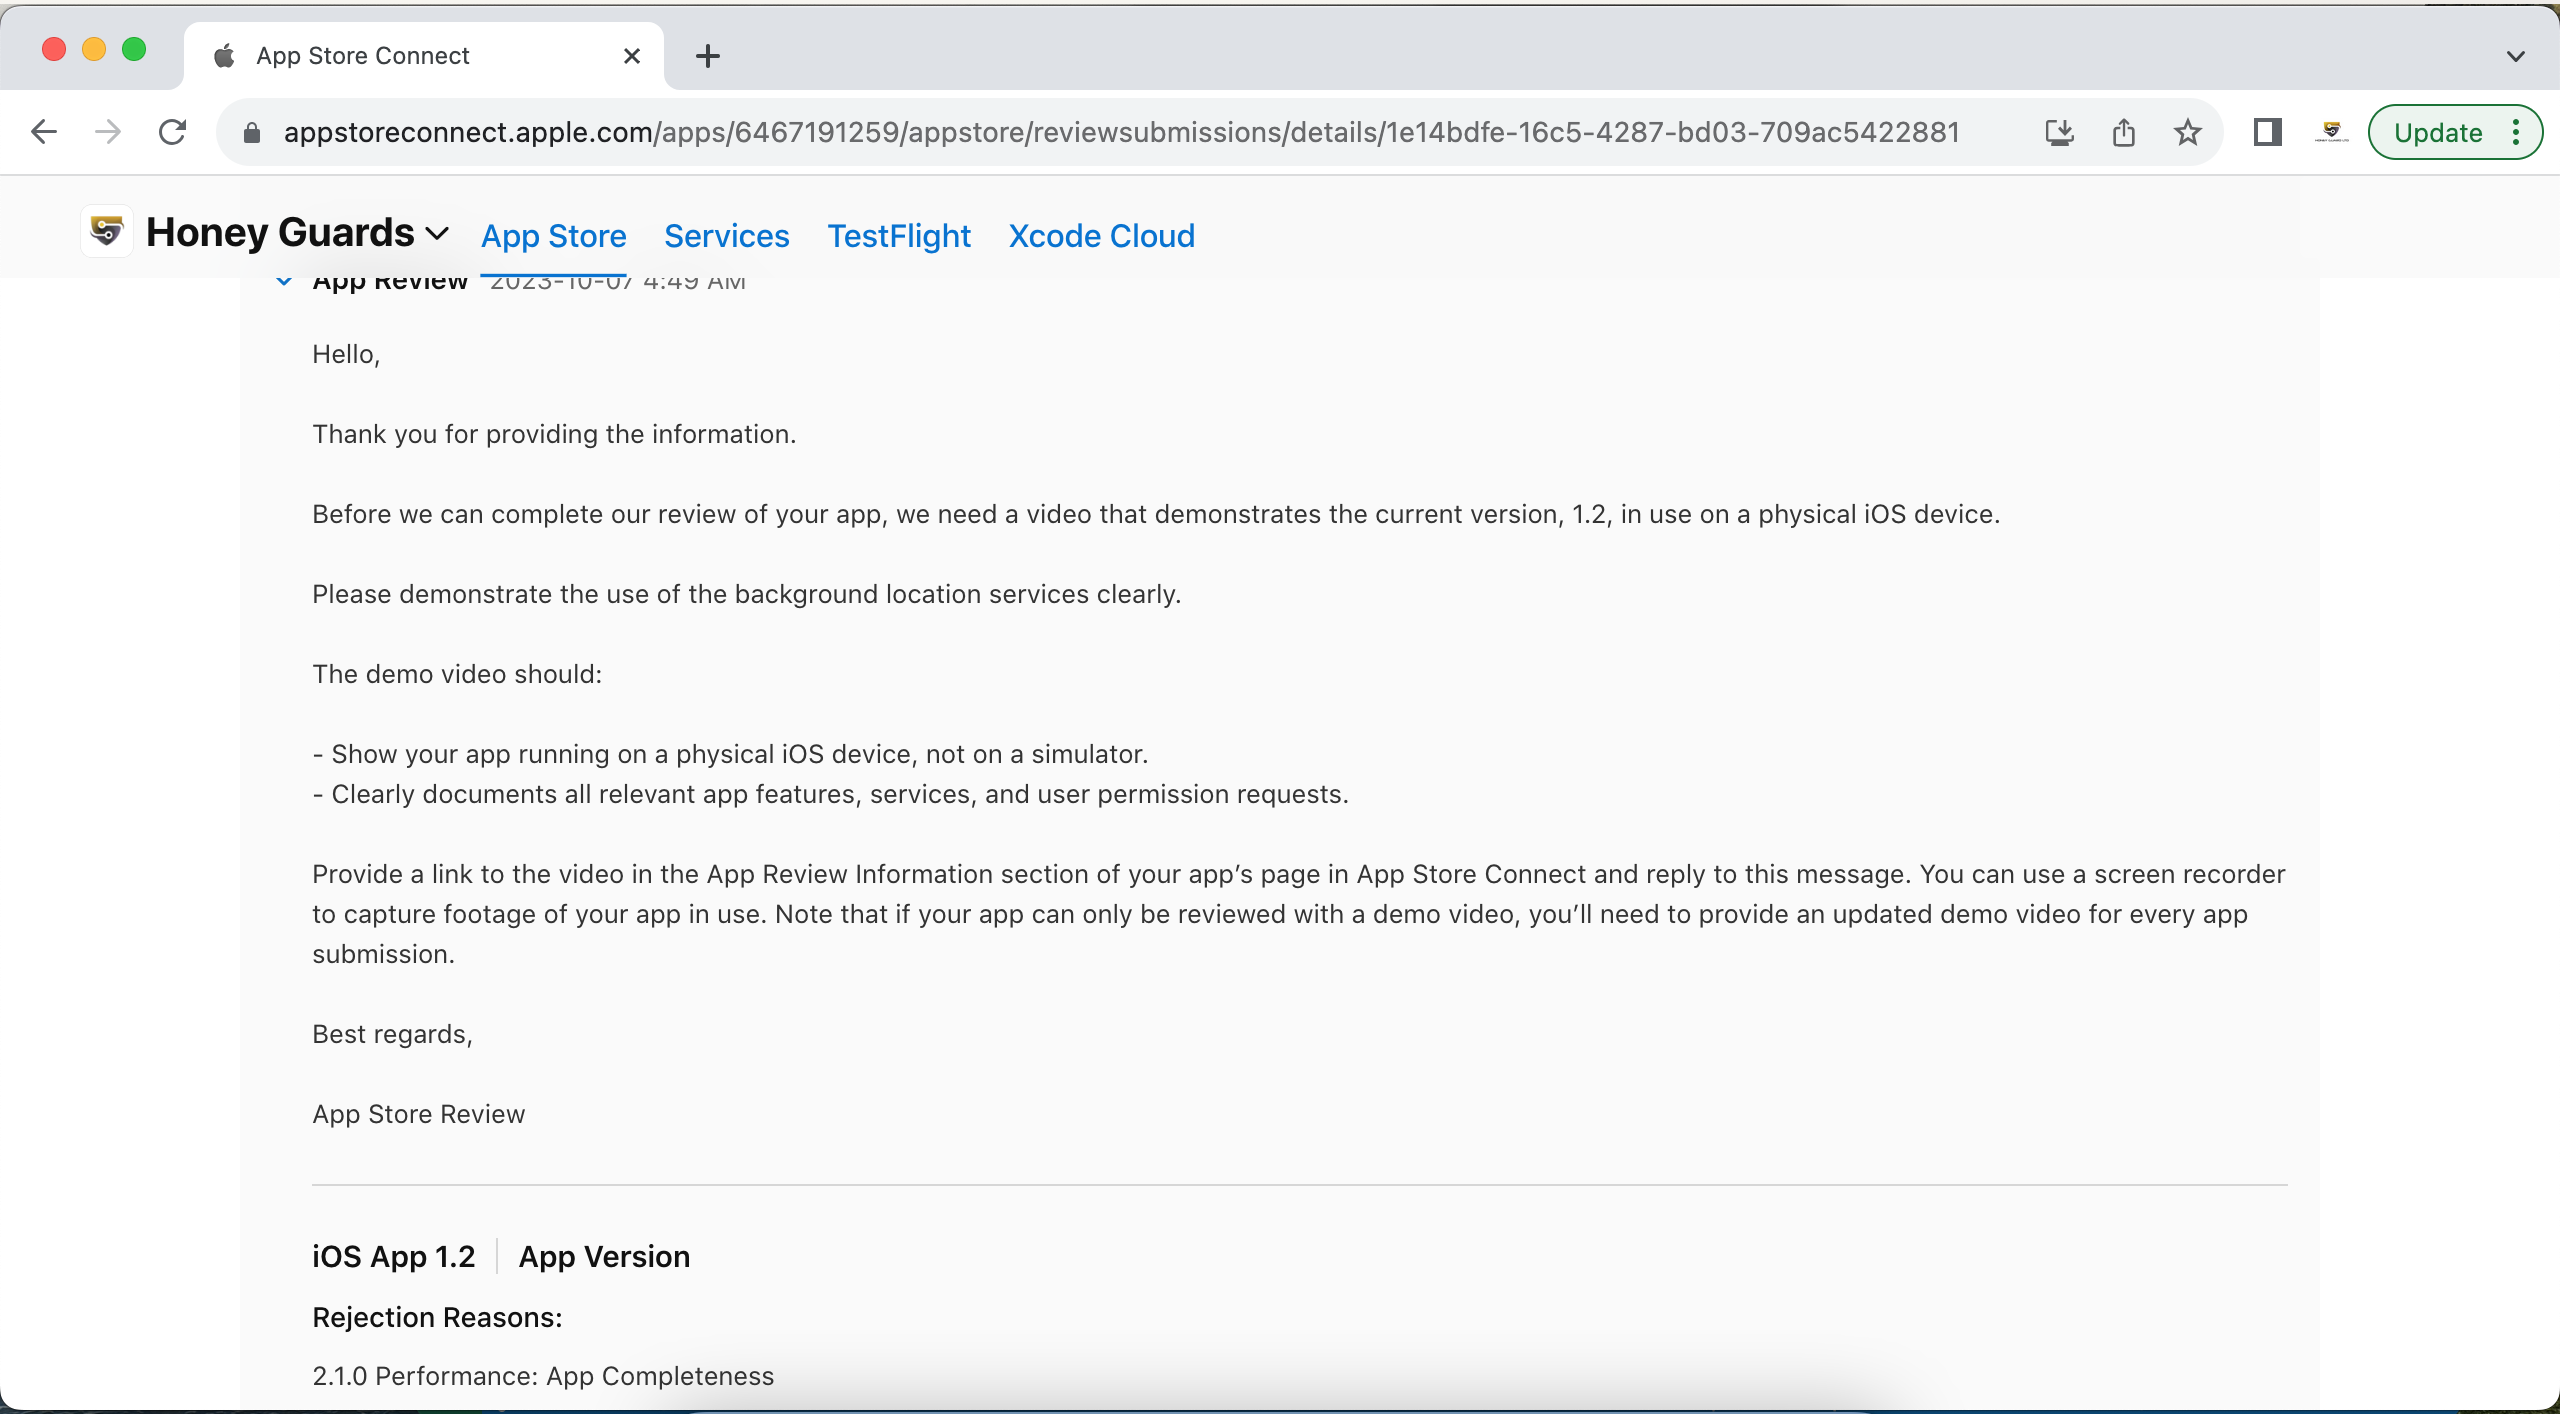 App Store Connect
appstoreconnect.apple.com/apps/6467191259/appstore/reviewsubmissions/details/1e14bdfe-16c5-4287-bd03-709ac5422881
Update
Honey Guards App Store Services TestFlight Xcode Cloud
App Review 2023-10-07 4:49 AM
Hello,
Thank you for providing the information.
Before we can complete our review of your app, we need a video that demonstrates the current version, 1.2, in use on a physical iOS device.
Please demonstrate the use of the background location services clearly.
The demo video should:
- Show your app running on a physical iOS device, not on a simulator.
- Clearly documents all relevant app features, services, and user permission requests.
Provide a link to the video in the App Review Information section of your app’s page in App Store Connect and reply to this message. You can use a screen recorder
to capture footage of your app in use. Note that if your app can only be reviewed with a demo video, you’ll need to provide an updated demo video for every app
submission.
Best regards,
App Store Review
iOS App 1.2 App Version
Rejection Reasons:
2.1.0 Performance: App Completeness